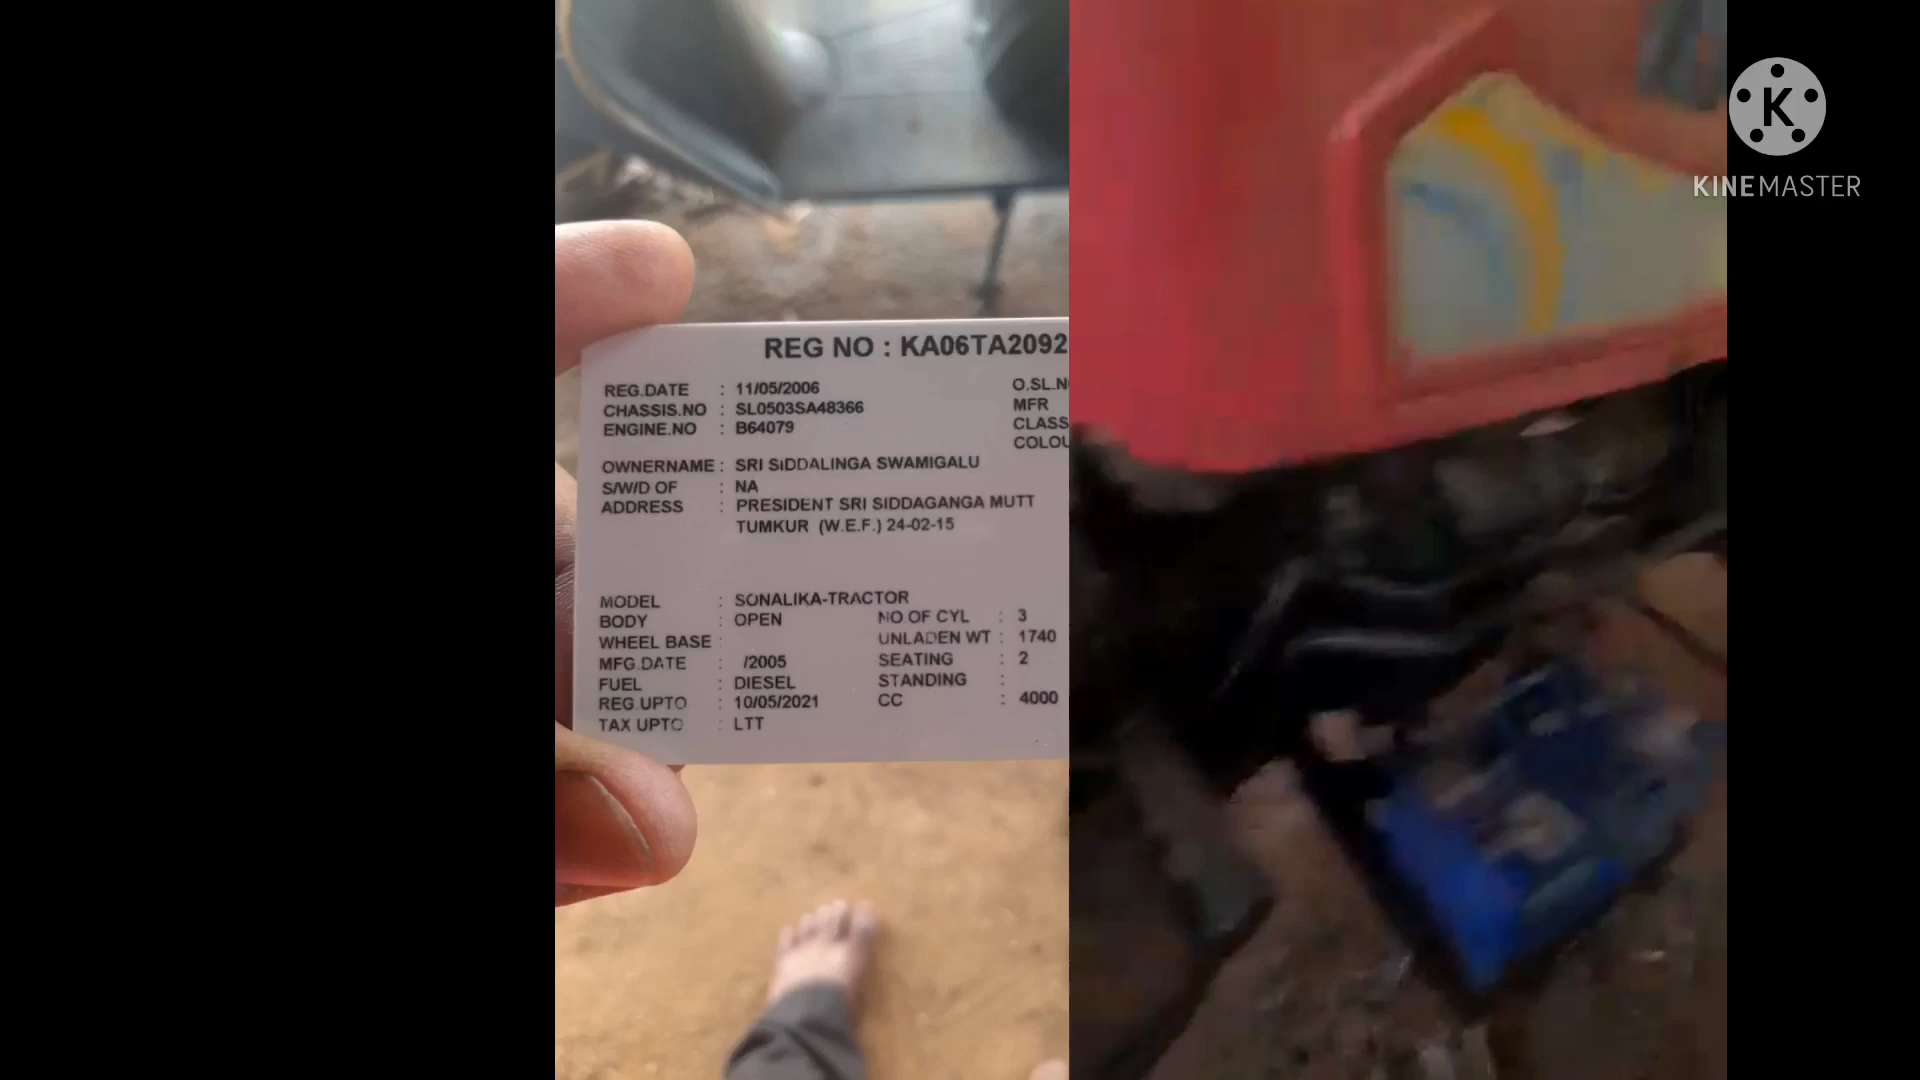 REG NO : KA06TA2092
REG.DATE : 11/05/2006 O.SL.NO
CHASSIS.NO : SL0503SA48366 MFR
ENGINE.NO : B64079 CLASS
COLOU
OWNERNAME : SRI SIDDALINGA SWAMIGALU
S/W/D OF : NA
ADDRESS : PRESIDENT SRI SIDDAGANGA MUTT
TUMKUR (W.E.F.) 24-02-15
MODEL : SONALIKA-TRACTOR
BODY : OPEN NO OF CYL : 3
WHEEL BASE : UNLADEN WT : 1740
MFG.DATE : /2005 SEATING : 2
FUEL : DIESEL STANDING :
REG.UPTO : 10/05/2021 CC : 4000
TAX UPTO : LTT
K
KINEMASTER